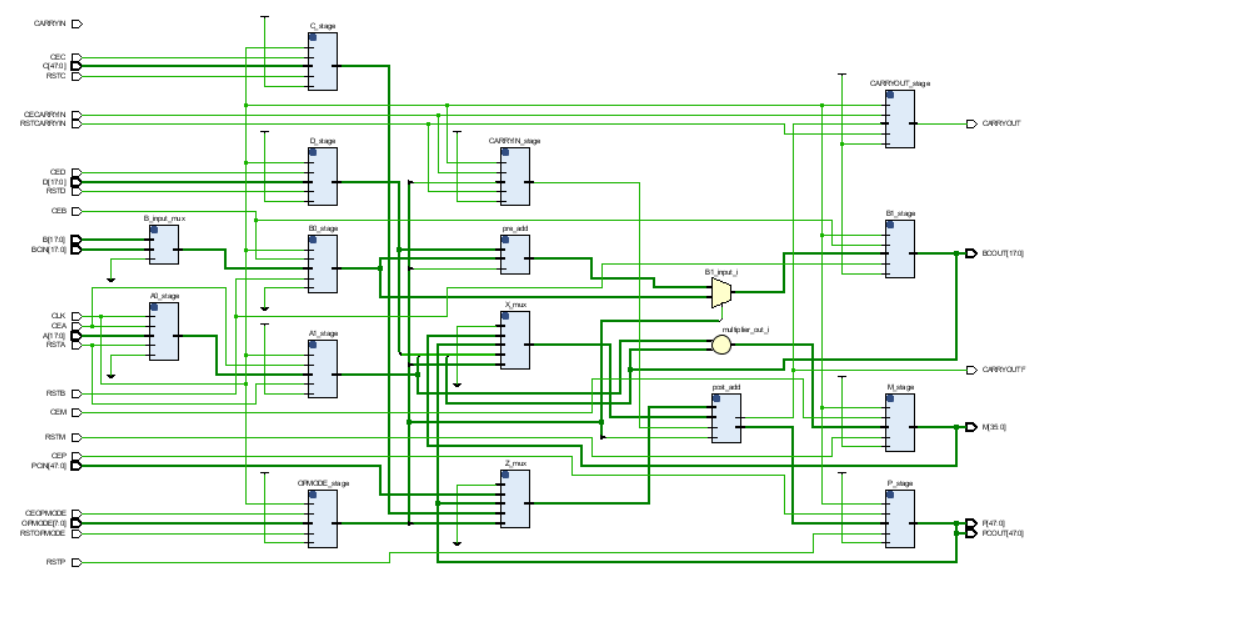 CARRYIN
C_stage
CEC
C[47:0]
RSTC
CARRYOUT_stage
CECARRYIN
RSTCARRYIN
CARRYOUT
D_stage
CARRYIN_stage
CED
D[17:0]
RSTD
CEB
B_input_mux
B0_stage
pre_add
B1_stage
B[17:0]
BCIN[17:0]
BCOUT[17:0]
B1_input_i
A0_stage
X_mux
CLK
CEA
A[17:0]
RSTA
A1_stage
multiplier_out_i
CARRYOUTF
RSTB
post_add
M_stage
CEM
M[35:0]
RSTM
CEP
PCIN[47:0]
Z_mux
OPMODE_stage
P_stage
CEOPMODE
OPMODE[7:0]
RSTOPMODE
P[47:0]
PCOUT[47:0]
RSTP